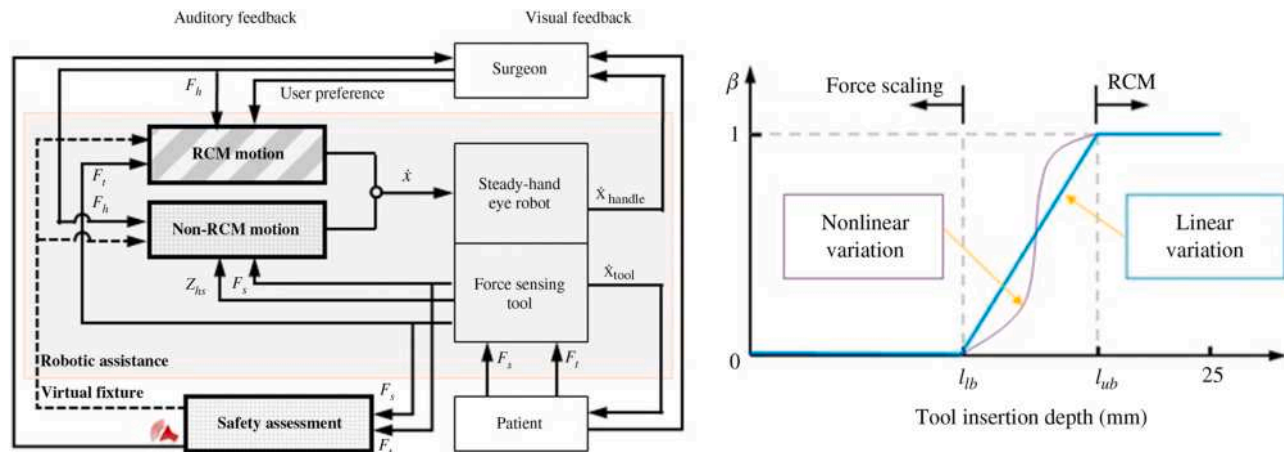 Auditory feedback
Visual feedback
Surgeon
F_h
User preference
RCM motion
F_t
F_h
Non-RCM motion
ẋ
Steady-hand
eye robot
ẋ_handle
Z_hs
F_s
Force sensing
tool
ẋ_tool
Robotic assistance
Virtual fixture
F_s
F_t
F_s
Safety assessment
Patient
β
Force scaling
RCM
1
Nonlinear
variation
Linear
variation
0
l_lb
l_ub
25
Tool insertion depth (mm)